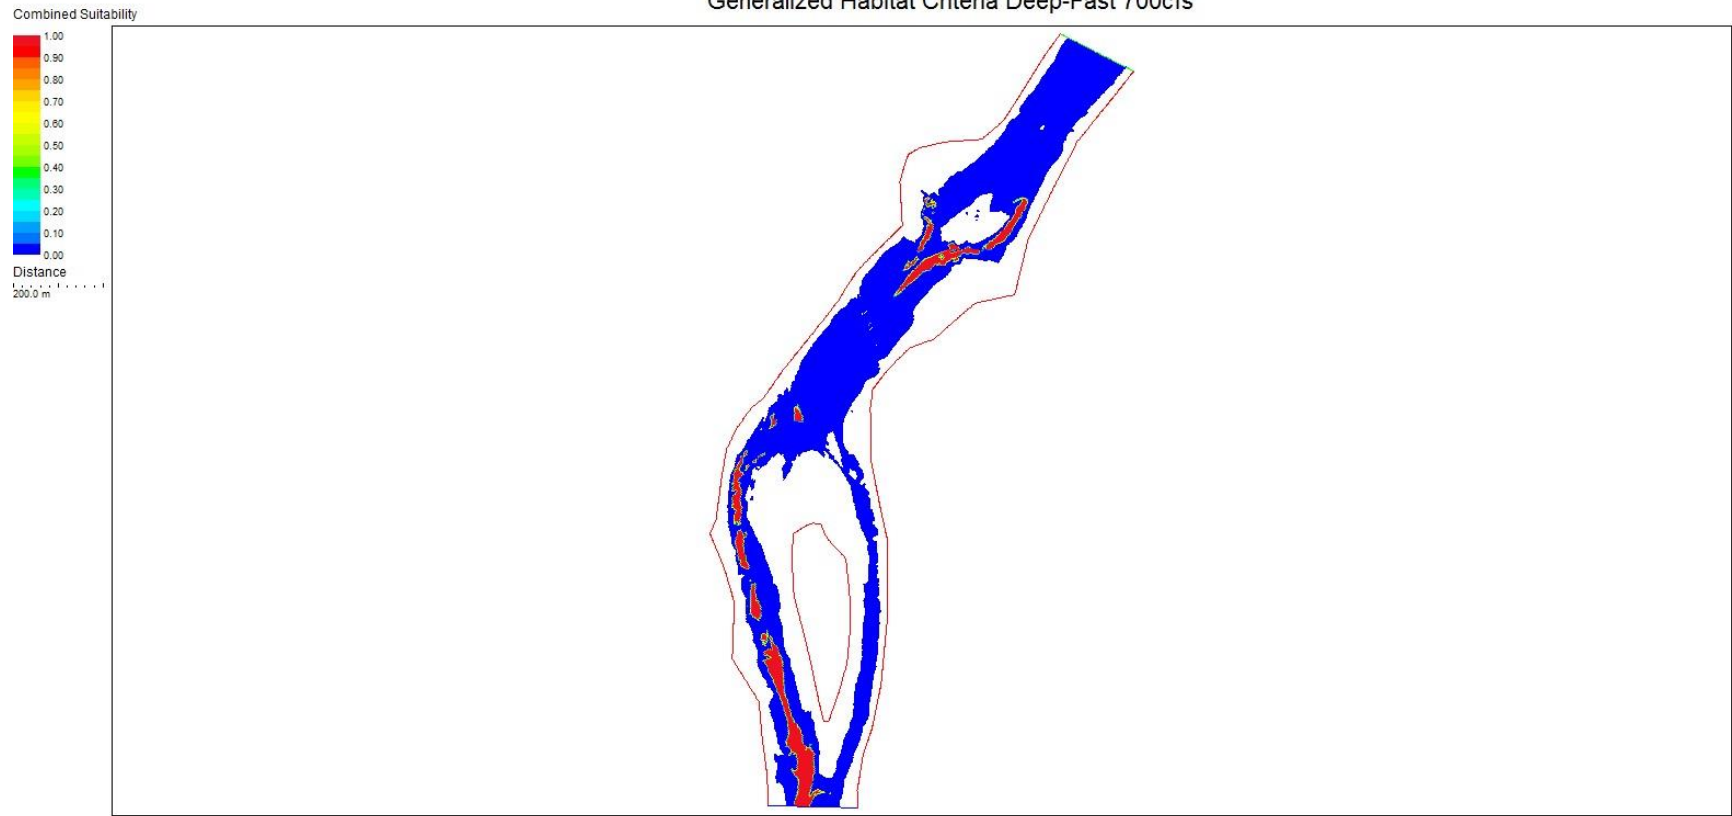 Generalized Habitat Criteria Deep-Fast 700cfs
Combined Suitability
1.00
0.90
0.80
0.70
0.60
0.50
0.40
0.30
0.20
0.10
0.00
Distance
200.0 m